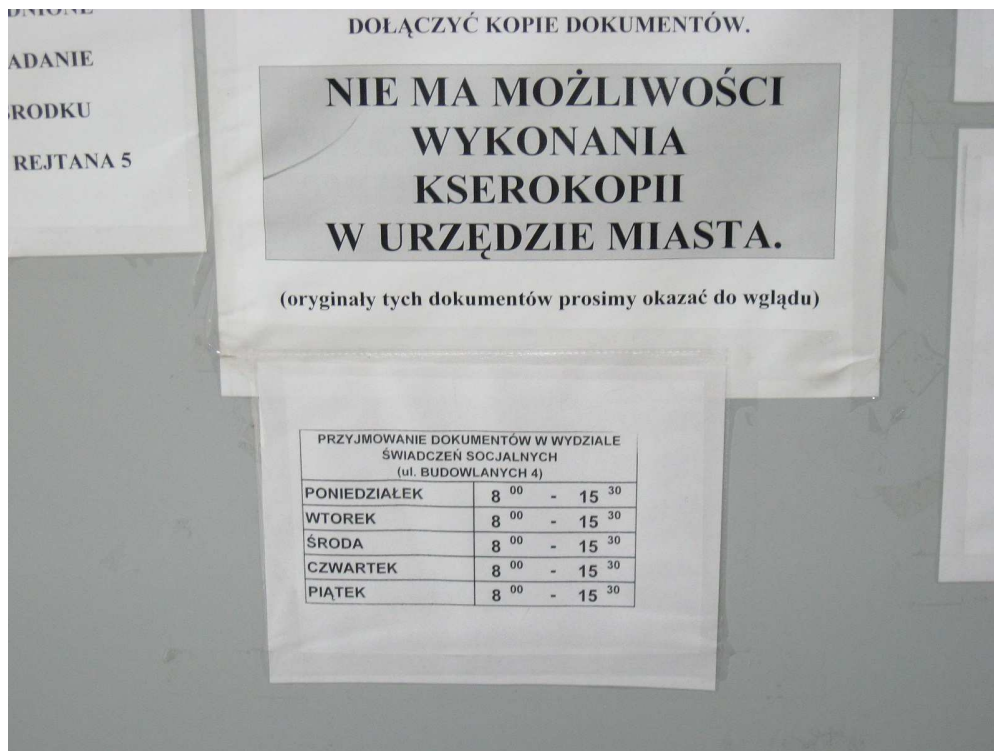 ADANIE
REJTANA 5
DOŁĄCZYĆ KOPIE DOKUMENTÓW.
NIE MA MOŻLIWOŚCI
WYKONANIA
KSEROKOPII
W URZĘDZIE MIASTA.
(oryginały tych dokumentów prosimy okazać do wglądu)
PRZYJMOWANIE DOKUMENTÓW W WYDZIALE
ŚWIADCZEŃ SOCJALNYCH
(ul. BUDOWLANYCH 4)
PONIEDZIAŁEK 8 00 - 15 30
WTOREK 8 00 - 15 30
ŚRODA 8 00 - 15 30
CZWARTEK 8 00 - 15 30
PIĄTEK 8 00 - 15 30